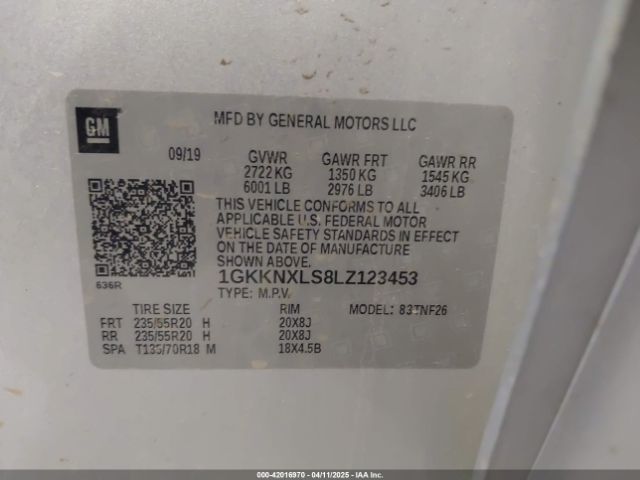 GM
MFD BY GENERAL MOTORS LLC
09/19 GVWR GAWR FRT GAWR RR
2722 KG 1350 KG 1545 KG
6001 LB 2976 LB 3406 LB
THIS VEHICLE CONFORMS TO ALL
APPLICABLE U.S. FEDERAL MOTOR
VEHICLE SAFETY STANDARDS IN EFFECT
ON THE DATE OF MANUFACTURE
SHOWN ABOVE.
636R
1GKKNXLS8LZ123453
TYPE: M.P.V.
TIRE SIZE RIM MODEL: 83TNF26
FRT 235/55R20 H 20X8J
RR 235/55R20 H 20X8J
SPA T135/70R18 M 18X4.5B
000-42016970 - 04/11/2025 - IAA Inc.